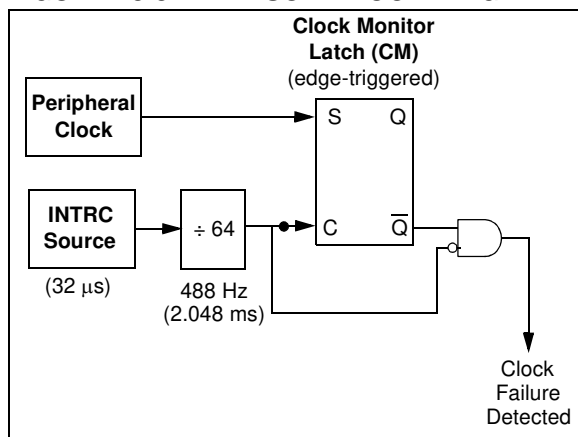 Clock Monitor
Latch (CM)
(edge-triggered)
Peripheral
Clock
S Q
INTRC
Source
÷ 64
C Q
(32 μs)
488 Hz
(2.048 ms)
Clock
Failure
Detected